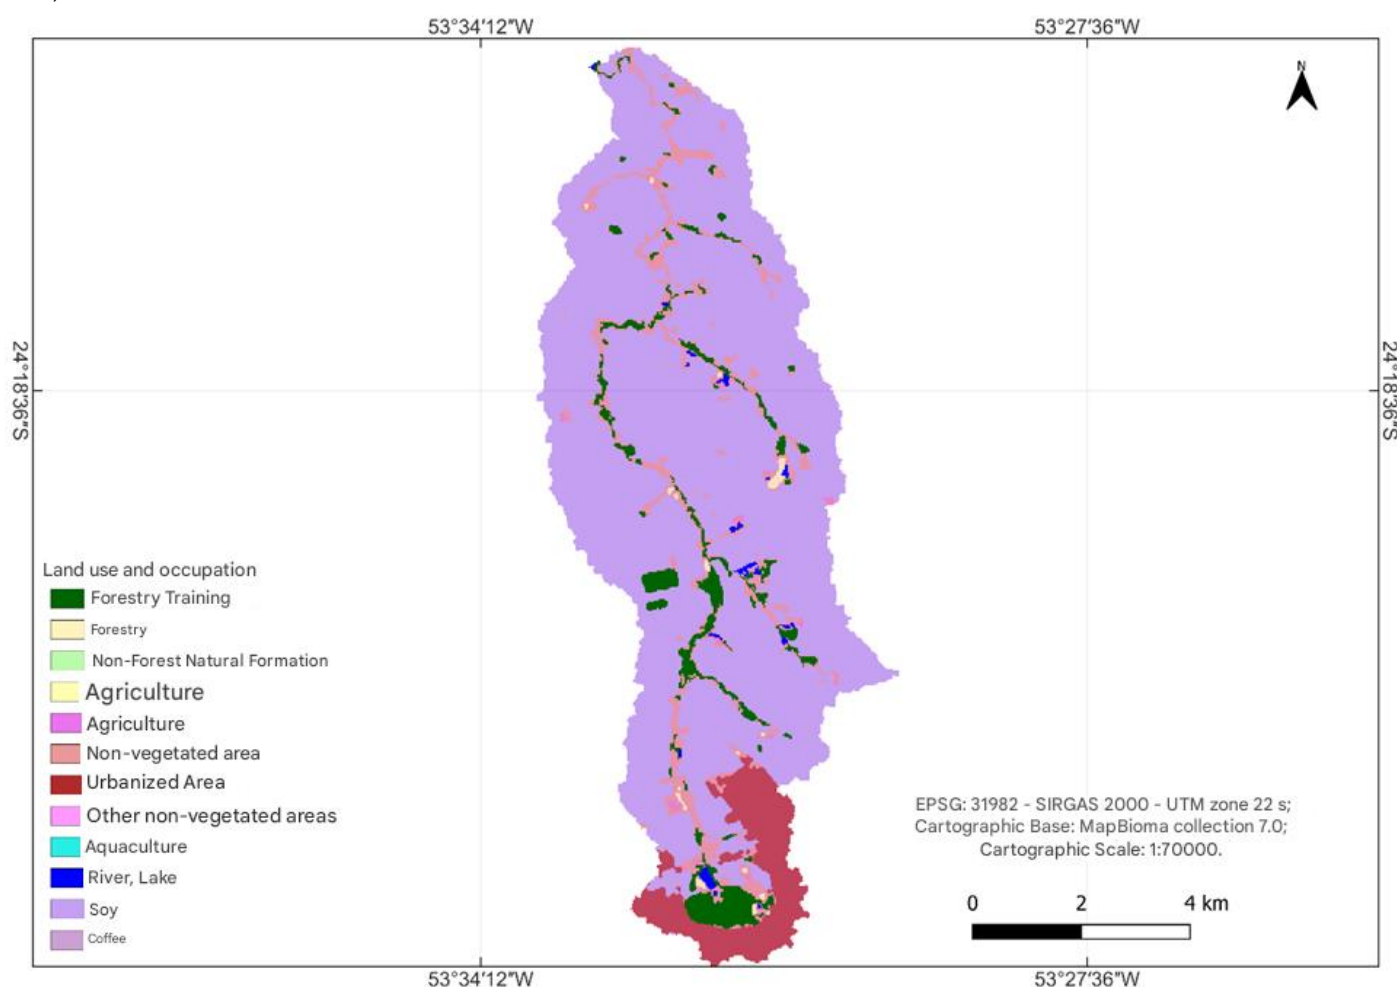 53°34'12"W 53°27'36"W
N
24°18'36"S 24°18'36"S
Land use and occupation
Forestry Training
Forestry
Non-Forest Natural Formation
Agriculture
Agriculture
Non-vegetated area
Urbanized Area
Other non-vegetated areas
Aquaculture
River, Lake
Soy
Coffee
EPSG: 31982 - SIRGAS 2000 - UTM zone 22 s;
Cartographic Base: MapBioma collection 7.0;
Cartographic Scale: 1:70000.
0 2 4 km
53°34'12"W 53°27'36"W